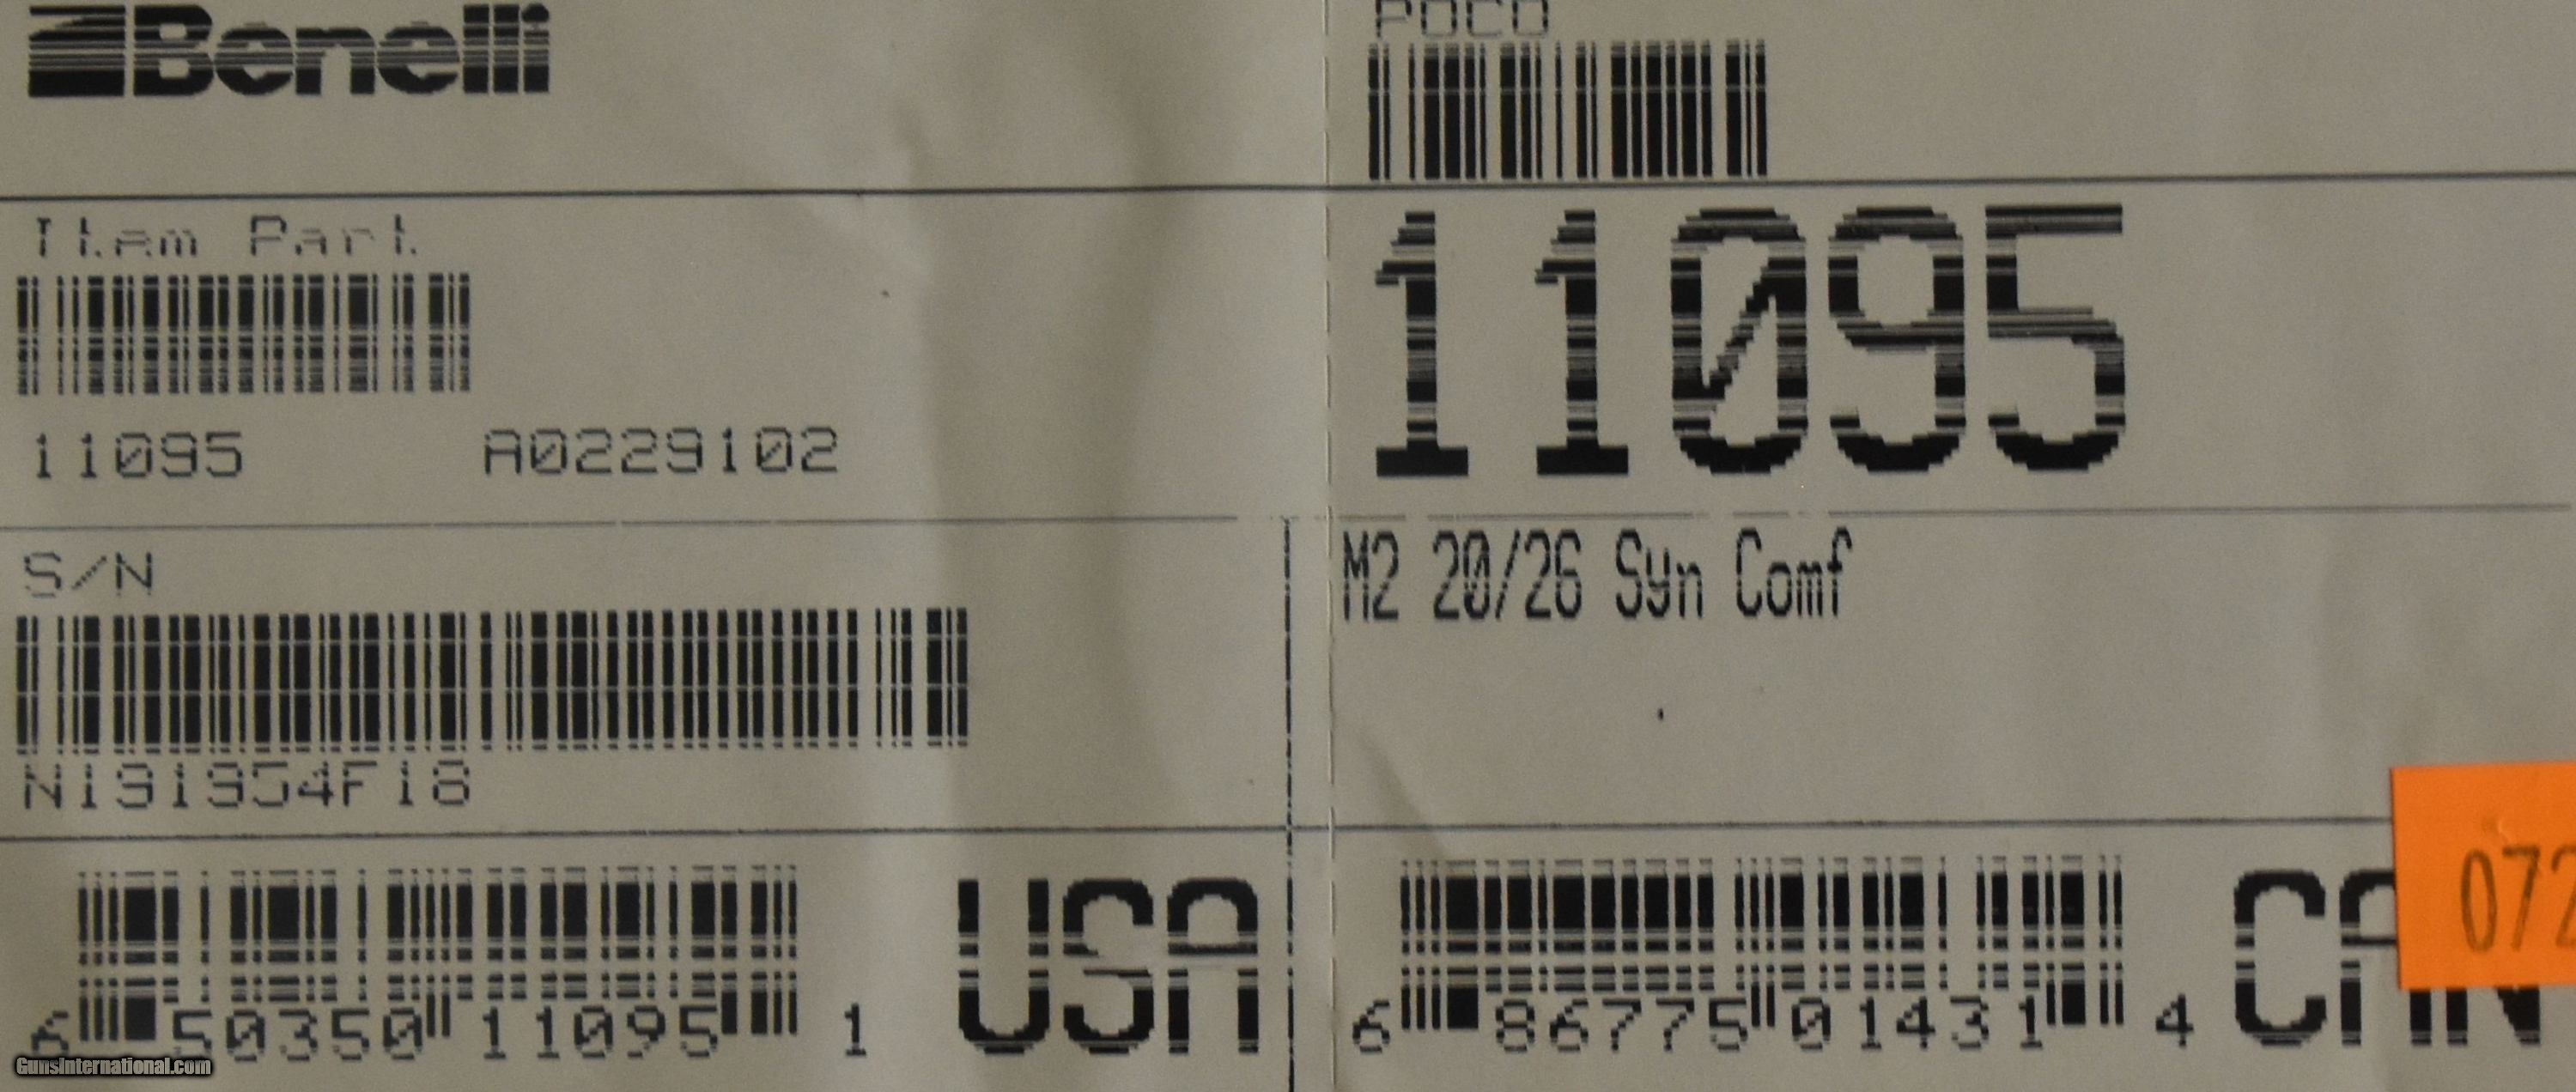 Benelli
POCO
Item Part
11095 A0229102
11095
S/N
N191954F18
M2 20/26 Syn Comf
6 50350 11095 1 USA
6 86775 01431 4 CAN
072
GunsInternational.com